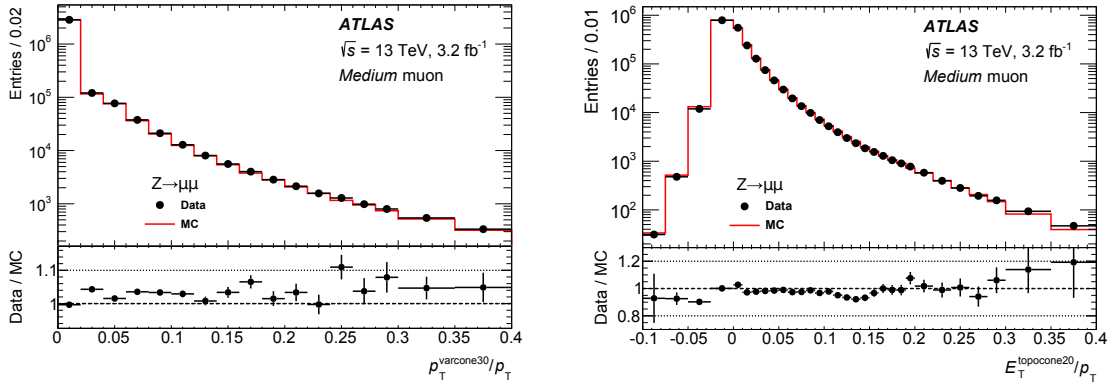 Entries / 0.02
10⁶
10⁵
10⁴
10³
ATLAS
√s = 13 TeV, 3.2 fb⁻¹
Medium muon
Z→μμ
Data
MC
Data / MC
1.1
1
0 0.05 0.1 0.15 0.2 0.25 0.3 0.35 0.4
p_T^varcone30/p_T
Entries / 0.01
10⁶
10⁵
10⁴
10³
10²
10
ATLAS
√s = 13 TeV, 3.2 fb⁻¹
Medium muon
Z→μμ
Data
MC
Data / MC
1.2
1
0.8
-0.1 -0.05 0 0.05 0.1 0.15 0.2 0.25 0.3 0.35 0.4
E_T^topocone20/p_T